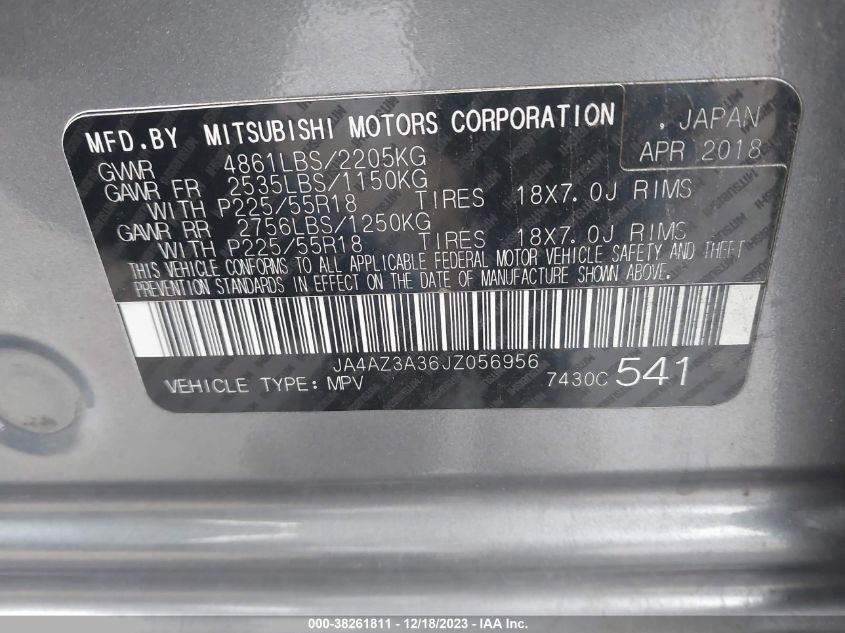 MFD.BY MITSUBISHI MOTORS CORPORATION , JAPAN
APR 2018
GVWR 4861LBS/2205KG
GAWR FR 2535LBS/1150KG
WITH P225/55R18 TIRES 18X7.0J RIMS
GAWR RR 2756LBS/1250KG
WITH P225/55R18 TIRES 18X7.0J RIMS
THIS VEHICLE CONFORMS TO ALL APPLICABLE FEDERAL MOTOR VEHICLE SAFETY AND THEFT
PREVENTION STANDARDS IN EFFECT ON THE DATE OF MANUFACTURE SHOWN ABOVE.
JA4AZ3A36JZ056956
VEHICLE TYPE: MPV 7430C 541
000-38261811 - 12/18/2023 - IAA Inc.